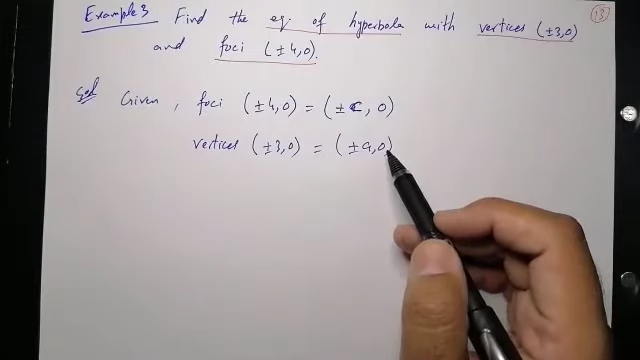 Example 3 Find the eq of hyperbola with vertices (±3,0)
and foci (±4,0).
13
Sol Given, foci (±4,0) = (±c, 0)
vertices (±3,0) = (±a,0)